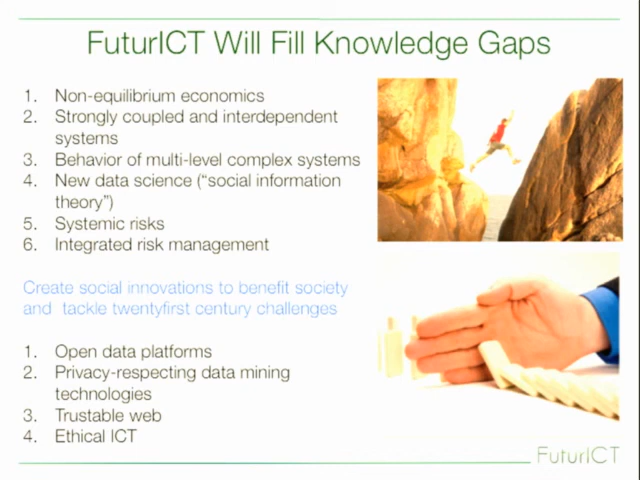 FuturICT Will Fill Knowledge Gaps
1. Non-equilibrium economics
2. Strongly coupled and interdependent
systems
3. Behavior of multi-level complex systems
4. New data science (“social information
theory”)
5. Systemic risks
6. Integrated risk management
Create social innovations to benefit society
and tackle twentyfirst century challenges
1. Open data platforms
2. Privacy-respecting data mining
technologies
3. Trustable web
4. Ethical ICT
FuturICT